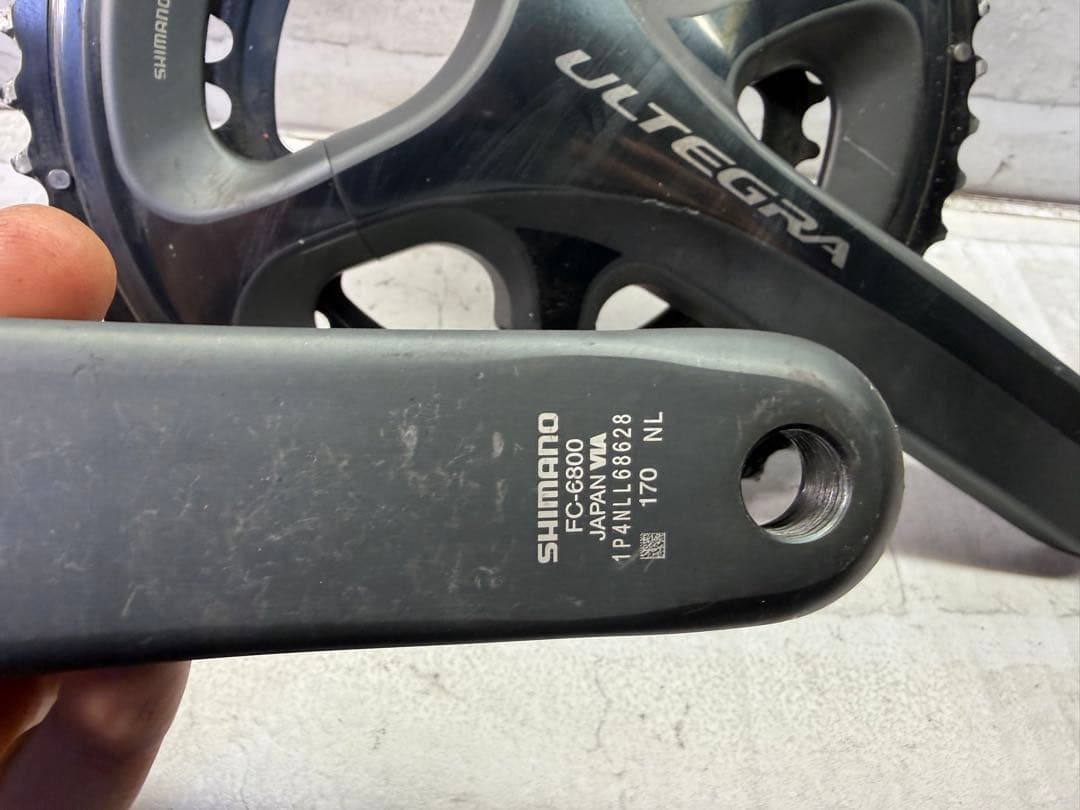 SHIMANO
ULTEGRA
SHIMANO
FC-6800
JAPAN VIA
1P4NLL68628
170 NL